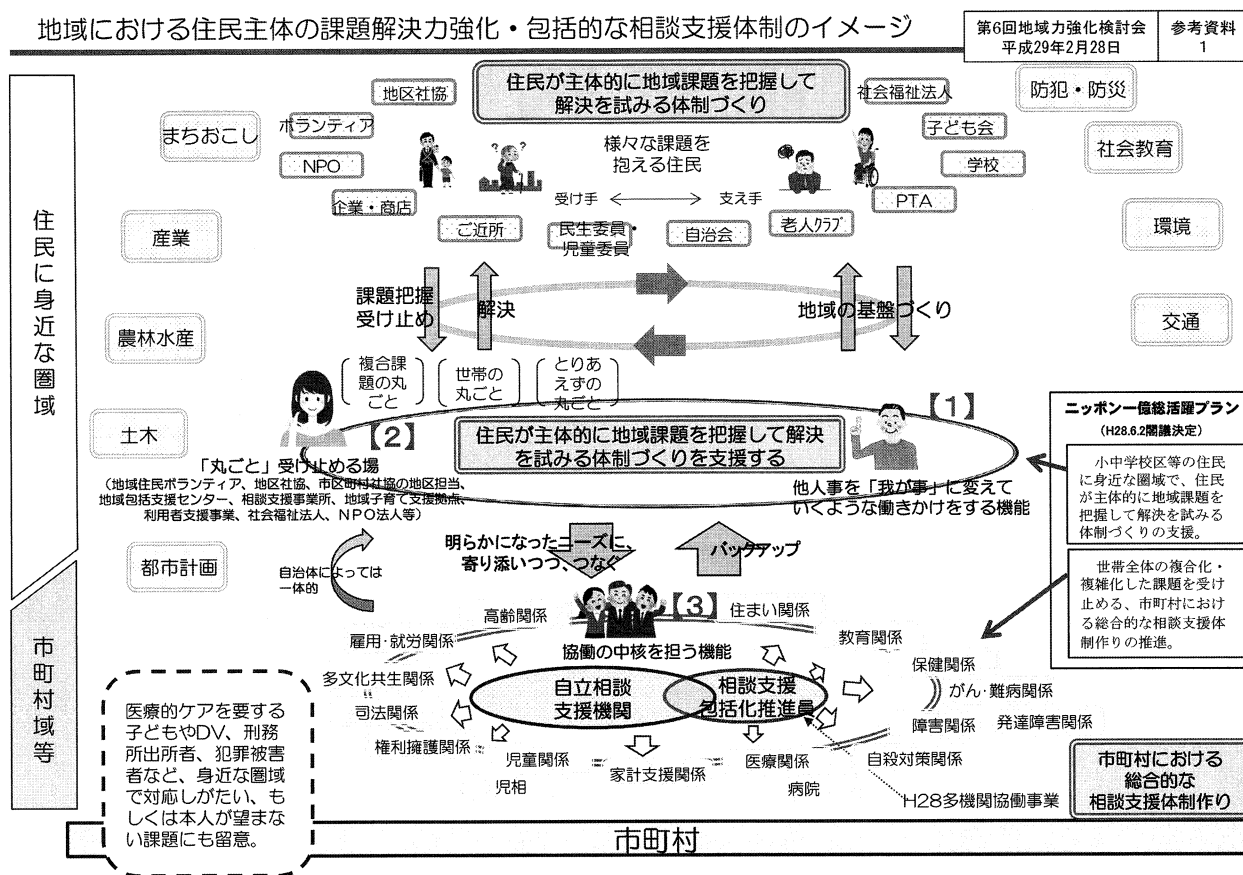 地域における住民主体の課題解決力強化・包括的な相談支援体制のイメージ
第6回地域力強化検討会
平成29年2月28日
参考資料
1
住民に身近な圏域
市町村域等
住民が主体的に地域課題を把握して
解決を試みる体制づくり
地区社協
社会福祉法人
防犯・防災
まちおこし
ボランティア
様々な課題を
抱える住民
子ども会
社会教育
NPO
学校
企業・商店
受け手
支え手
PTA
産業
ご近所
民生委員・
児童委員
自治会
老人クラブ
環境
課題把握
受け止め
解決
地域の基盤づくり
農林水産
交通
複合課
題の丸
ごと
世帯の
丸ごと
とりあ
えずの
丸ごと
【1】
土木
【2】
住民が主体的に地域課題を把握して解決
を試みる体制づくりを支援する
ニッポン一億総活躍プラン
(H28.6.2閣議決定)
小中学校区等の住民
に身近な圏域で、住民
が主体的に地域課題を
把握して解決を試みる
体制づくりの支援。
世帯全体の複合化・
複雑化した課題を受け
止める、市町村におけ
る総合的な相談支援体
制作りの推進。
「丸ごと」受け止める場
（地域住民ボランティア、地区社協、市区町村社協の地区担当、
地域包括支援センター、相談支援事業所、地域子育て支援拠点、
利用者支援事業、社会福祉法人、NPO法人等）
他人事を「我が事」に変えて
いくような働きかけをする機能
都市計画
自治体によっては
一体的
明らかになったニーズに、
寄り添いつつ、つなぐ
バックアップ
【3】
高齢関係
住まい関係
雇用・就労関係
協働の中核を担う機能
教育関係
多文化共生関係
自立相談
支援機関
相談支援
包括化推進員
保健関係
がん・難病関係
司法関係
障害関係
発達障害関係
権利擁護関係
児童関係
家計支援関係
医療関係
自殺対策関係
児相
病院
H28多機関協働事業
医療的ケアを要する
子どもやDV、刑務
所出所者、犯罪被害
者など、身近な圏域
で対応しがたい、も
しくは本人が望まな
い課題にも留意。
市町村における
総合的な
相談支援体制作り
市町村